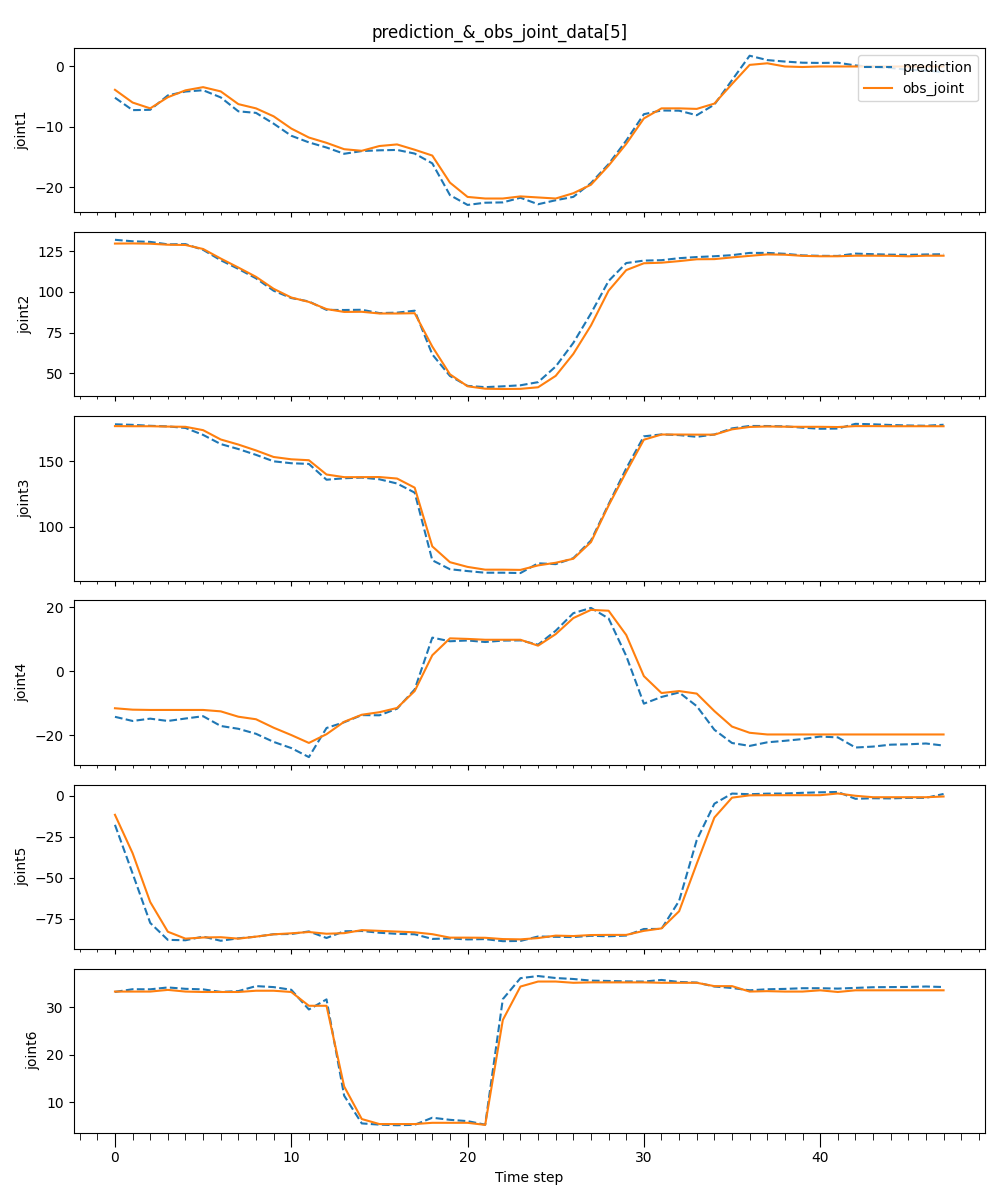 prediction_&_obs_joint_data[5]
0
−10
−20
joint1
prediction
obs_joint
125
100
75
50
joint2
150
100
joint3
20
0
−20
joint4
0
−25
−50
−75
joint5
30
20
10
joint6
0 10 20 30 40
Time step